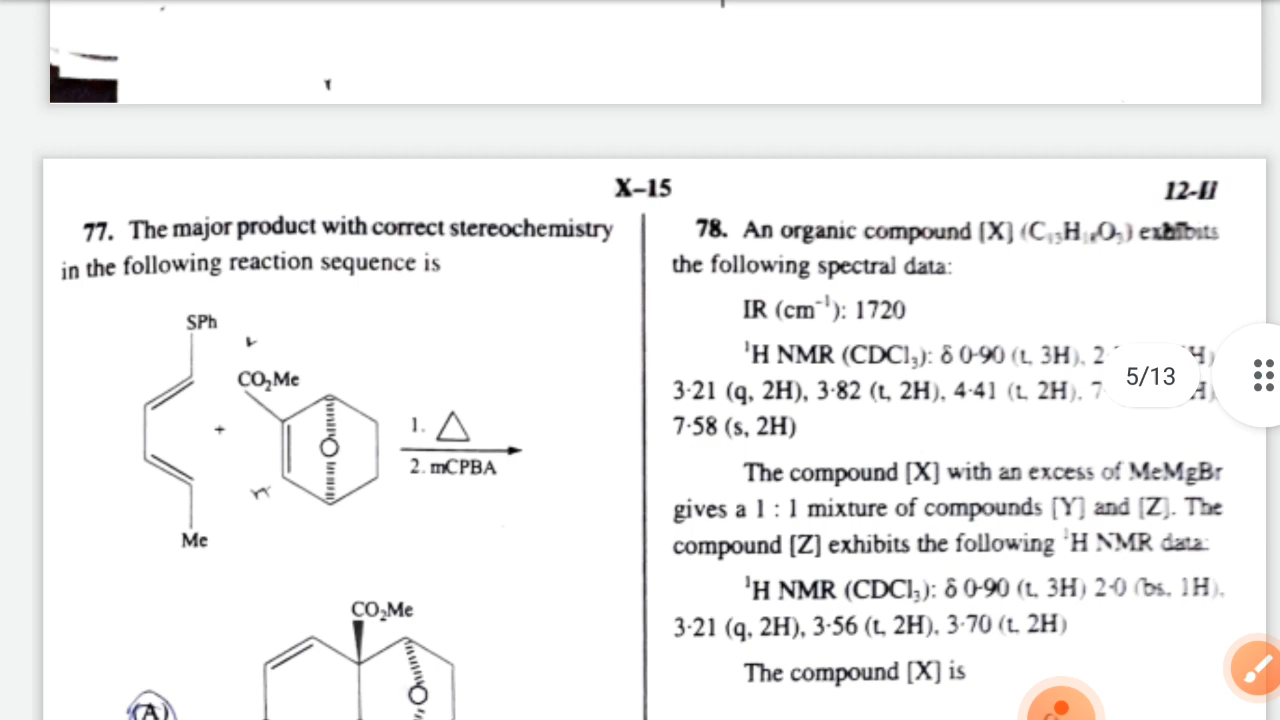 X–15
12-II
77. The major product with correct stereochemistry
in the following reaction sequence is
SPh
CO₂Me
+
O
1. △
2. mCPBA
Me
CO₂Me
O
(A)
78. An organic compound [X] (C₁₃H₁₆O₃) exhibits
the following spectral data:
IR (cm⁻¹): 1720
¹H NMR (CDCl₃): δ 0·90 (t, 3H), 2·
3·21 (q, 2H), 3·82 (t, 2H), 4·41 (t, 2H), 7·
7·58 (s, 2H)
The compound [X] with an excess of MeMgBr
gives a 1 : 1 mixture of compounds [Y] and [Z]. The
compound [Z] exhibits the following ¹H NMR data:
¹H NMR (CDCl₃): δ 0·90 (t, 3H) 2·0 (bs, 1H),
3·21 (q, 2H), 3·56 (t, 2H), 3·70 (t, 2H)
The compound [X] is
5/13